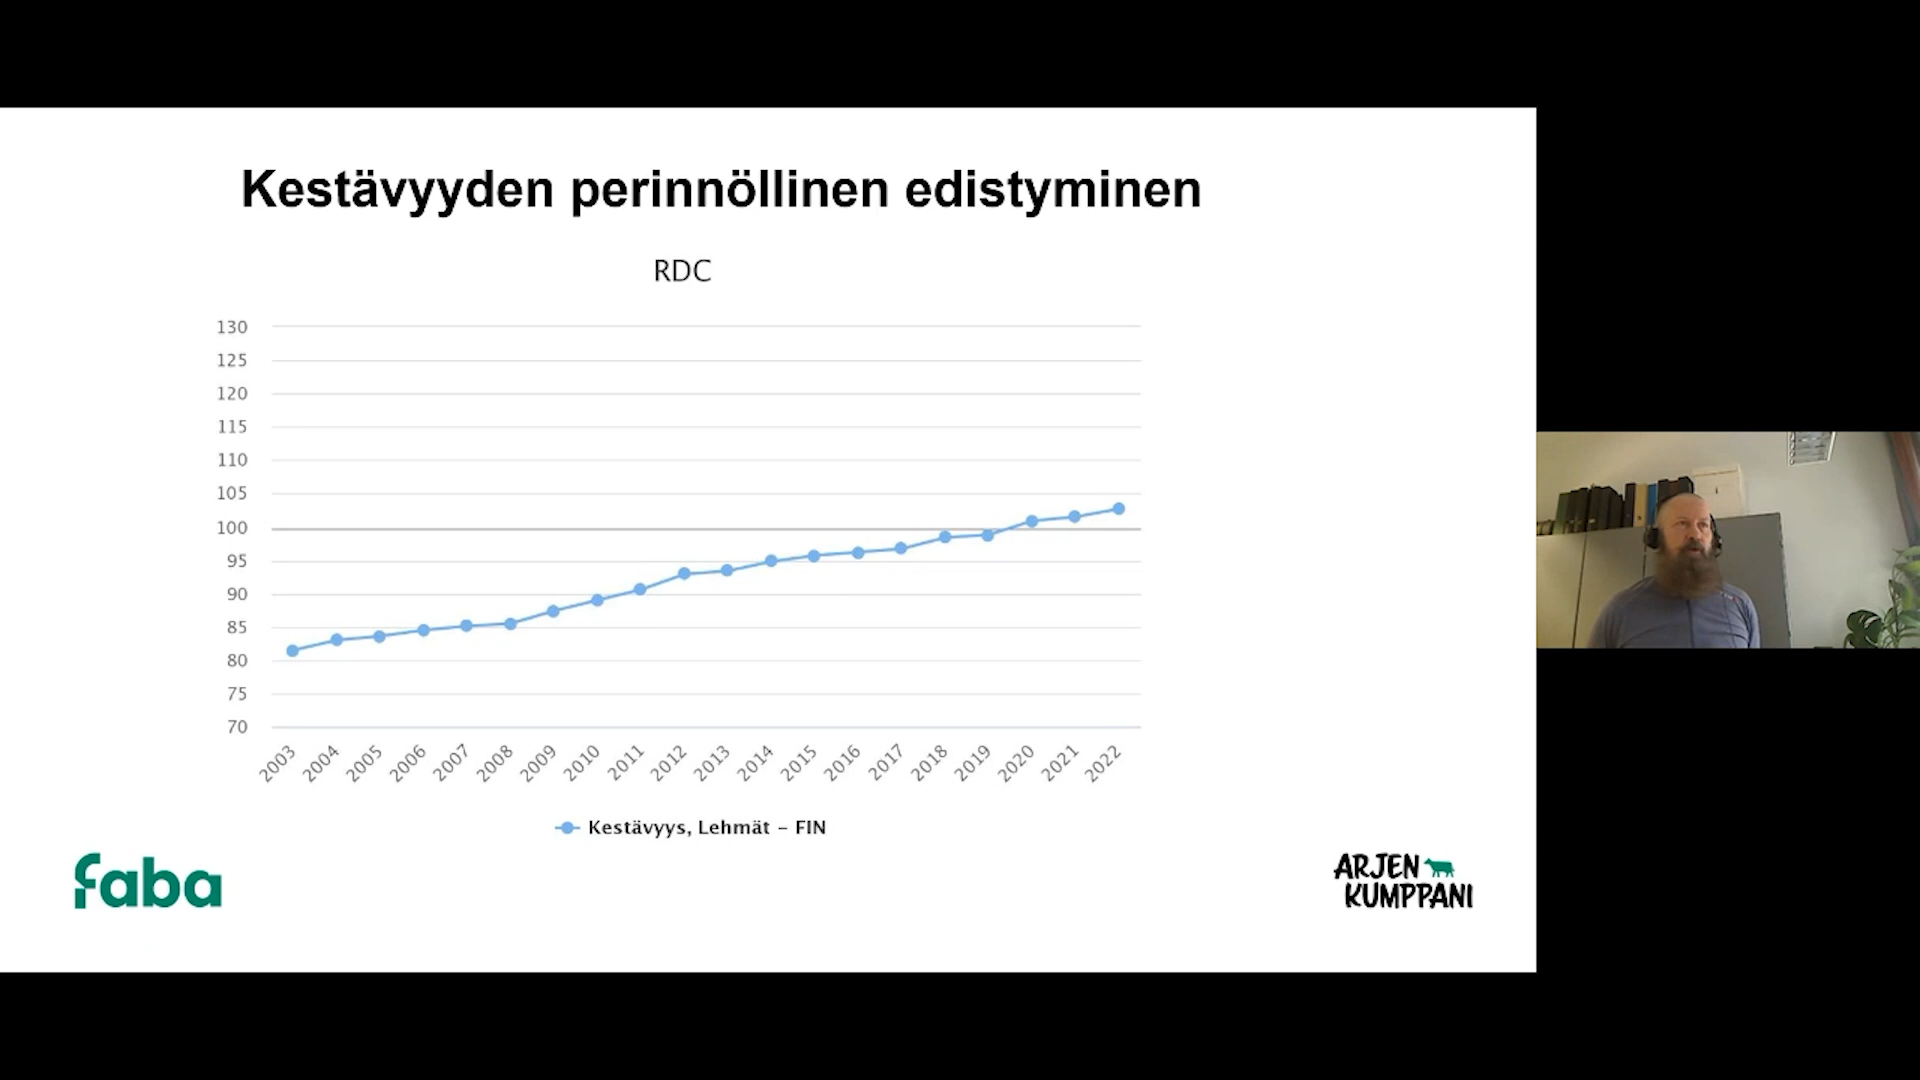 Kestävyyden perinnöllinen edistyminen
RDC
130
125
120
115
110
105
100
95
90
85
80
75
70
2003 2004 2005 2006 2007 2008 2009 2010 2011 2012 2013 2014 2015 2016 2017 2018 2019 2020 2021 2022
Kestävyys, Lehmät – FIN
faba
ARJEN
KUMPPANI